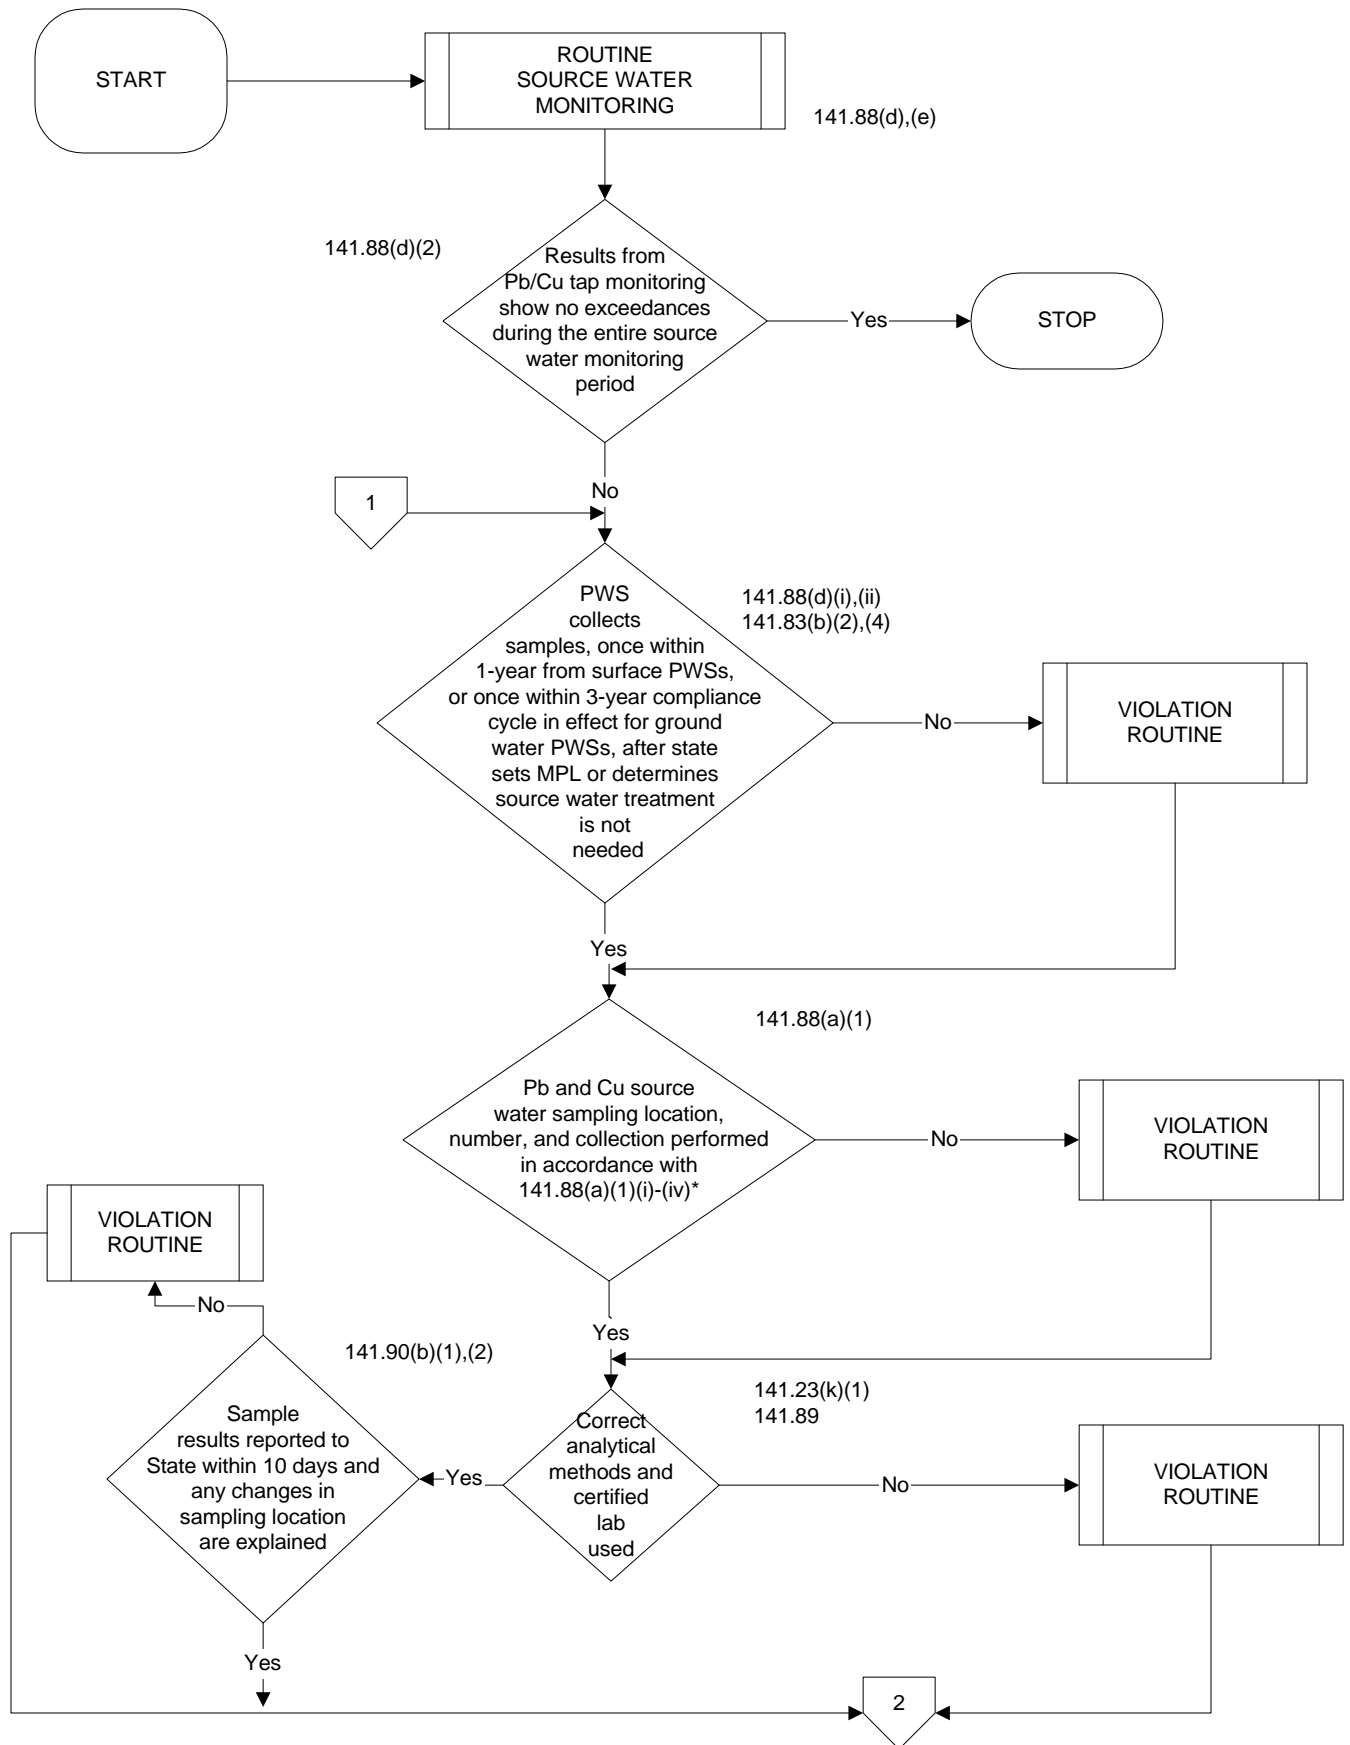 START
ROUTINE
SOURCE WATER
MONITORING
141.88(d),(e)
141.88(d)(2)
Results from
Pb/Cu tap monitoring
show no exceedances
during the entire source
water monitoring
period
Yes
STOP
No
1
PWS
collects
samples, once within
1-year from surface PWSs,
or once within 3-year compliance
cycle in effect for ground
water PWSs, after state
sets MPL or determines
source water treatment
is not
needed
141.88(d)(i),(ii)
141.83(b)(2),(4)
No
VIOLATION
ROUTINE
Yes
141.88(a)(1)
Pb and Cu source
water sampling location,
number, and collection performed
in accordance with
141.88(a)(1)(i)-(iv)*
No
VIOLATION
ROUTINE
VIOLATION
ROUTINE
No
Yes
141.90(b)(1),(2)
141.23(k)(1)
141.89
Sample
results reported to
State within 10 days and
any changes in
sampling location
are explained
Yes
Correct
analytical
methods and
certified
lab
used
No
VIOLATION
ROUTINE
Yes
2